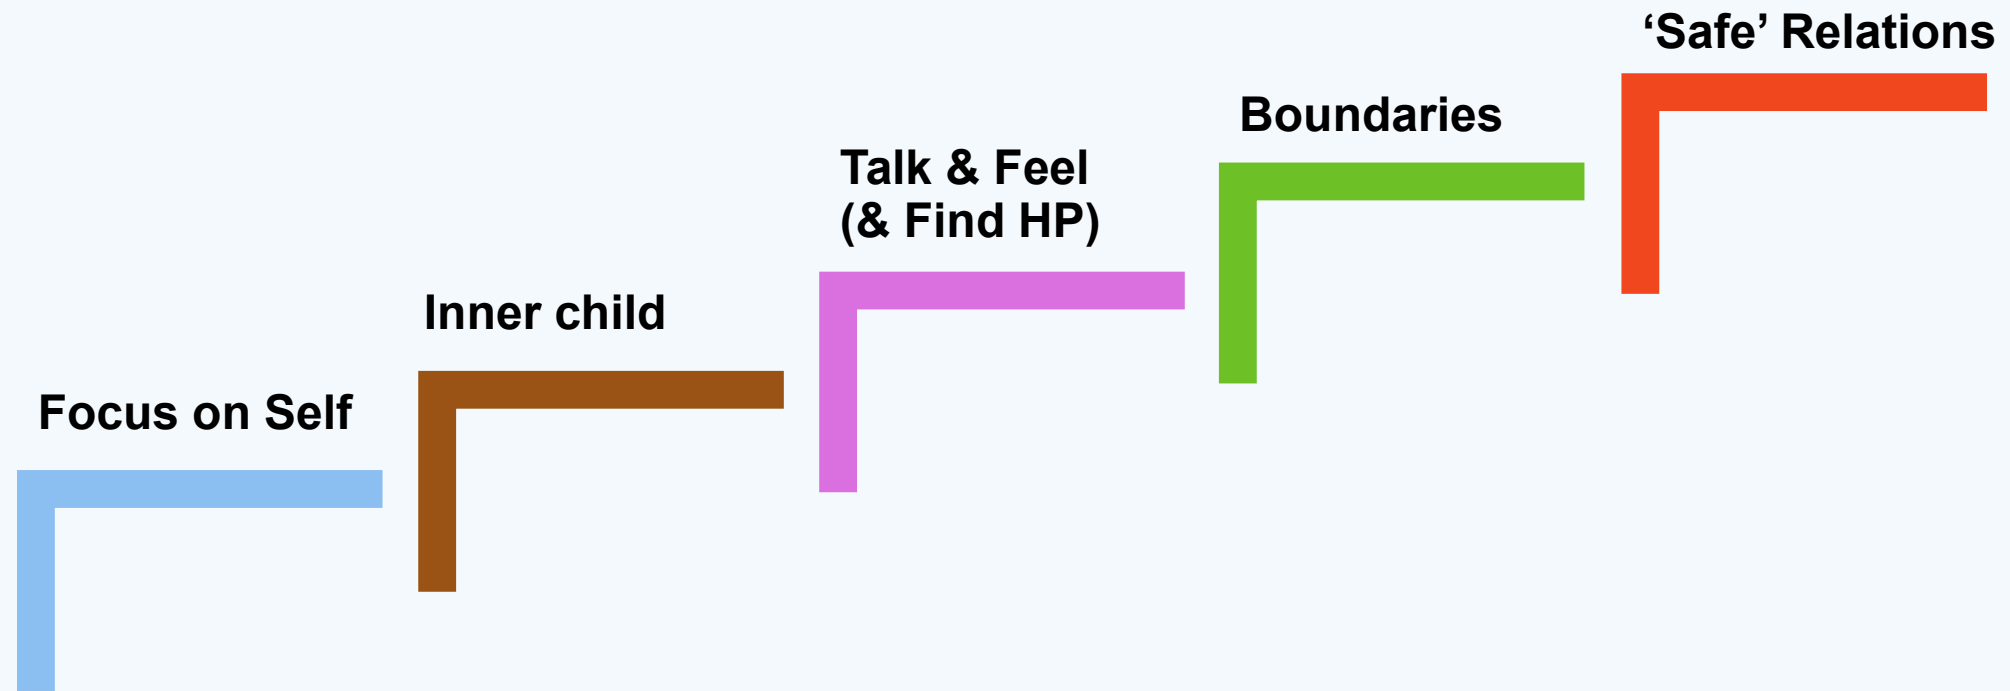 ‘Safe’ Relations
Boundaries
Talk & Feel
(& Find HP)
Inner child
Focus on Self